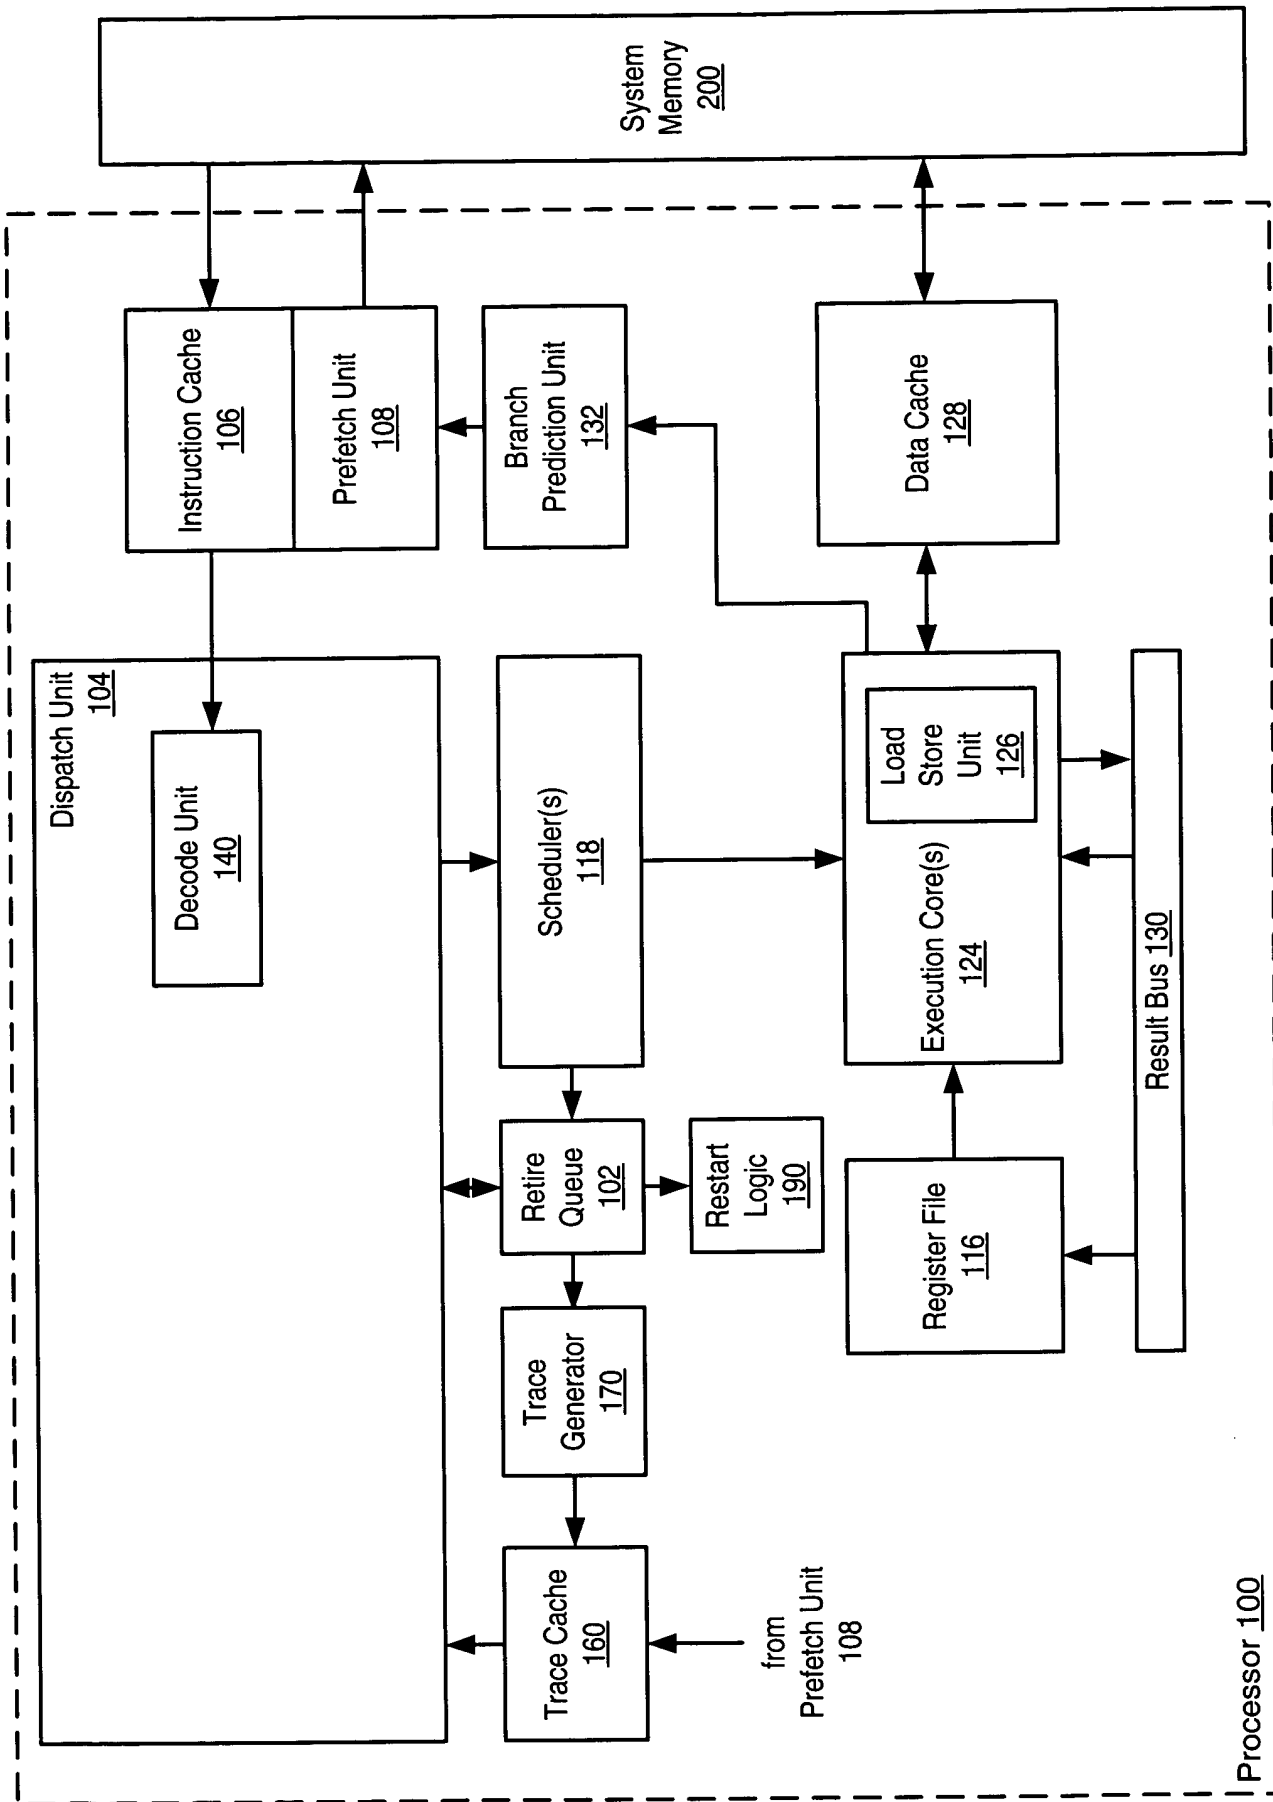 System
Memory
200
Instruction Cache
106
Prefetch Unit
108
Branch
Prediction Unit
132
Data Cache
128
Dispatch Unit
104
Decode Unit
140
Scheduler(s)
118
Load
Store
Unit
126
Execution Core(s)
124
Retire
Queue
102
Restart
Logic
190
Register File
116
Result Bus 130
Trace
Generator
170
Trace Cache
160
from
Prefetch Unit
108
Processor 100